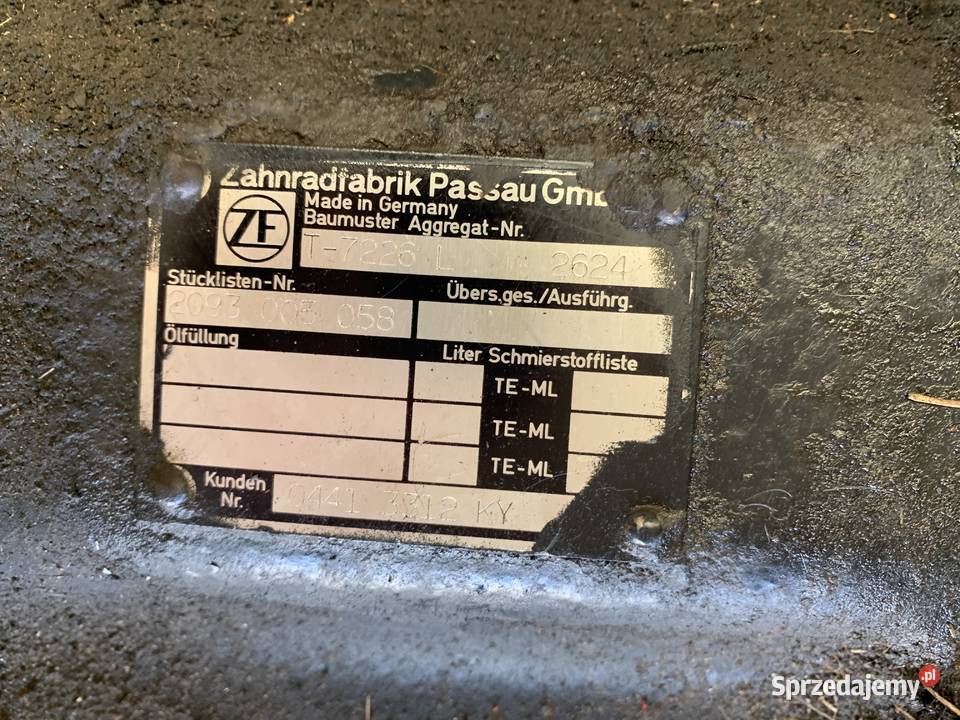 Zahnradfabrik Passau GmbH
ZF
Made in Germany
Baumuster Aggregat-Nr.
T-7226 L 2624
Stücklisten-Nr.
Übers.ges./Ausführg.
2093 005 058
Ölfüllung
Liter Schmierstoffliste
TE-ML
TE-ML
TE-ML
Kunden
Nr.
0441 3312 KY
Sprzedajemy.pl